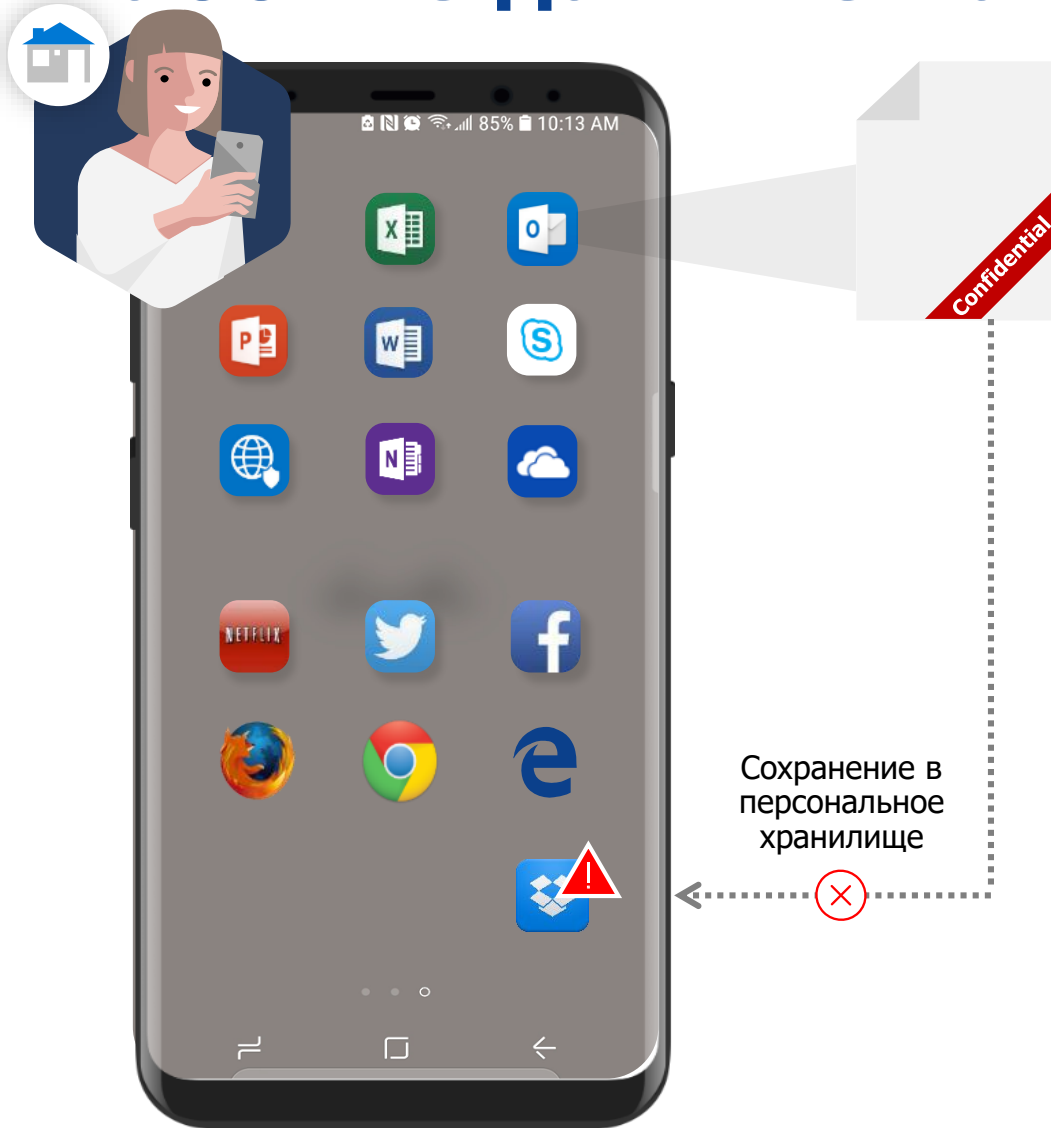 85% 10:13 AM
Confidential
X
O
P
W
S
N
NETFLIX
f
e
Сохранение в
персональное
хранилище